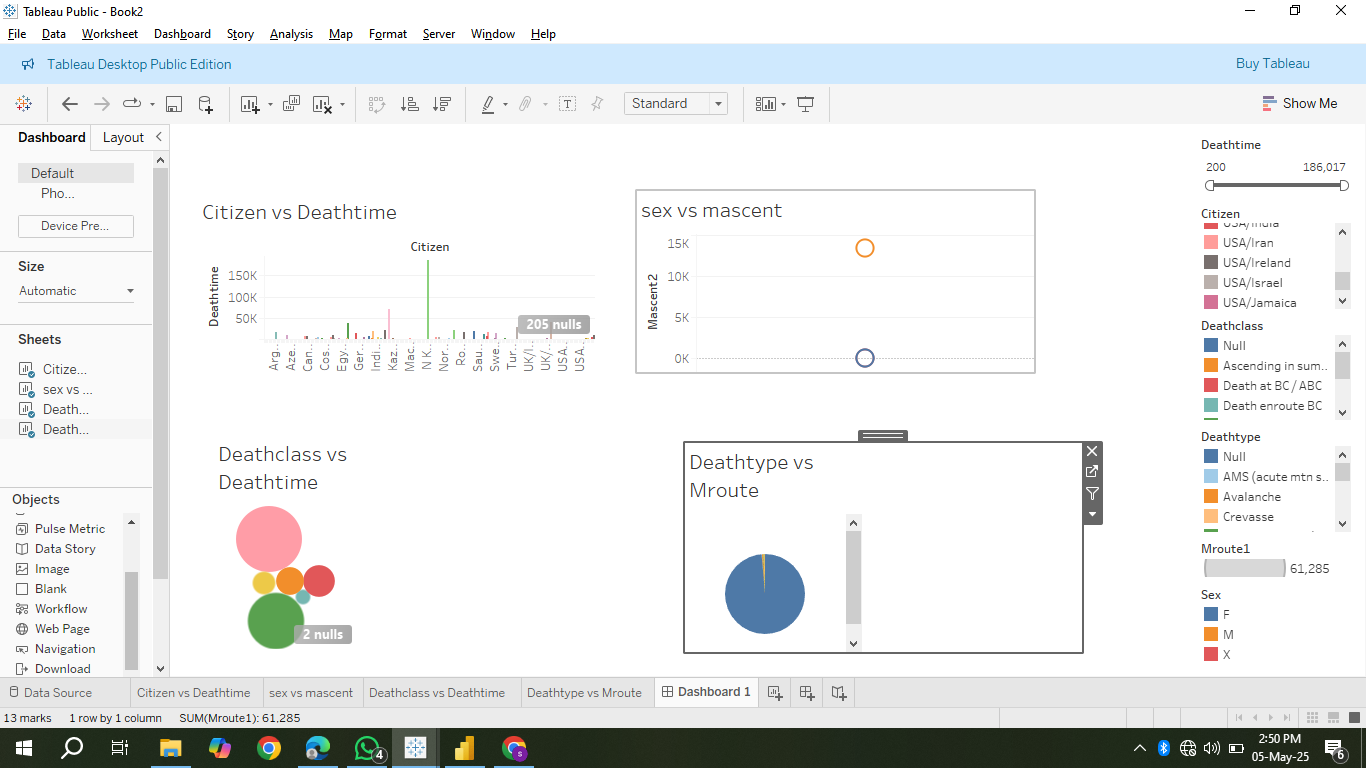 Tableau Public - Book2
File Data Worksheet Dashboard Story Analysis Map Format Server Window Help
Tableau Desktop Public Edition
Buy Tableau
Standard
Show Me
Dashboard
Layout
Default
Pho...
Device Pre...
Size
Automatic
Sheets
Citize...
sex vs ...
Death...
Death...
Objects
Pulse Metric
Data Story
Image
Blank
Workflow
Web Page
Navigation
Download
Citizen vs Deathtime
Citizen
Deathtime
150K
100K
50K
205 nulls
Arg..
Aze..
Can..
Cos..
Egy..
Ger..
Indi..
Kaz..
Mac..
N K..
Nor..
Ro..
Sau..
Swe..
Tur..
UK/I..
UK/..
USA..
USA..
sex vs mascent
Mascent2
15K
10K
5K
0K
Deathclass vs
Deathtime
2 nulls
Deathtype vs
Mroute
Deathtime
200 186,017
Citizen
USA/India
USA/Iran
USA/Ireland
USA/Israel
USA/Jamaica
Deathclass
Null
Ascending in sum..
Death at BC / ABC
Death enroute BC
Deathtype
Null
AMS (acute mtn s..
Avalanche
Crevasse
Mroute1
61,285
Sex
F
M
X
Data Source
Citizen vs Deathtime
sex vs mascent
Deathclass vs Deathtime
Deathtype vs Mroute
Dashboard 1
13 marks 1 row by 1 column SUM(Mroute1): 61,285
4
S
2:50 PM
05-May-25
6